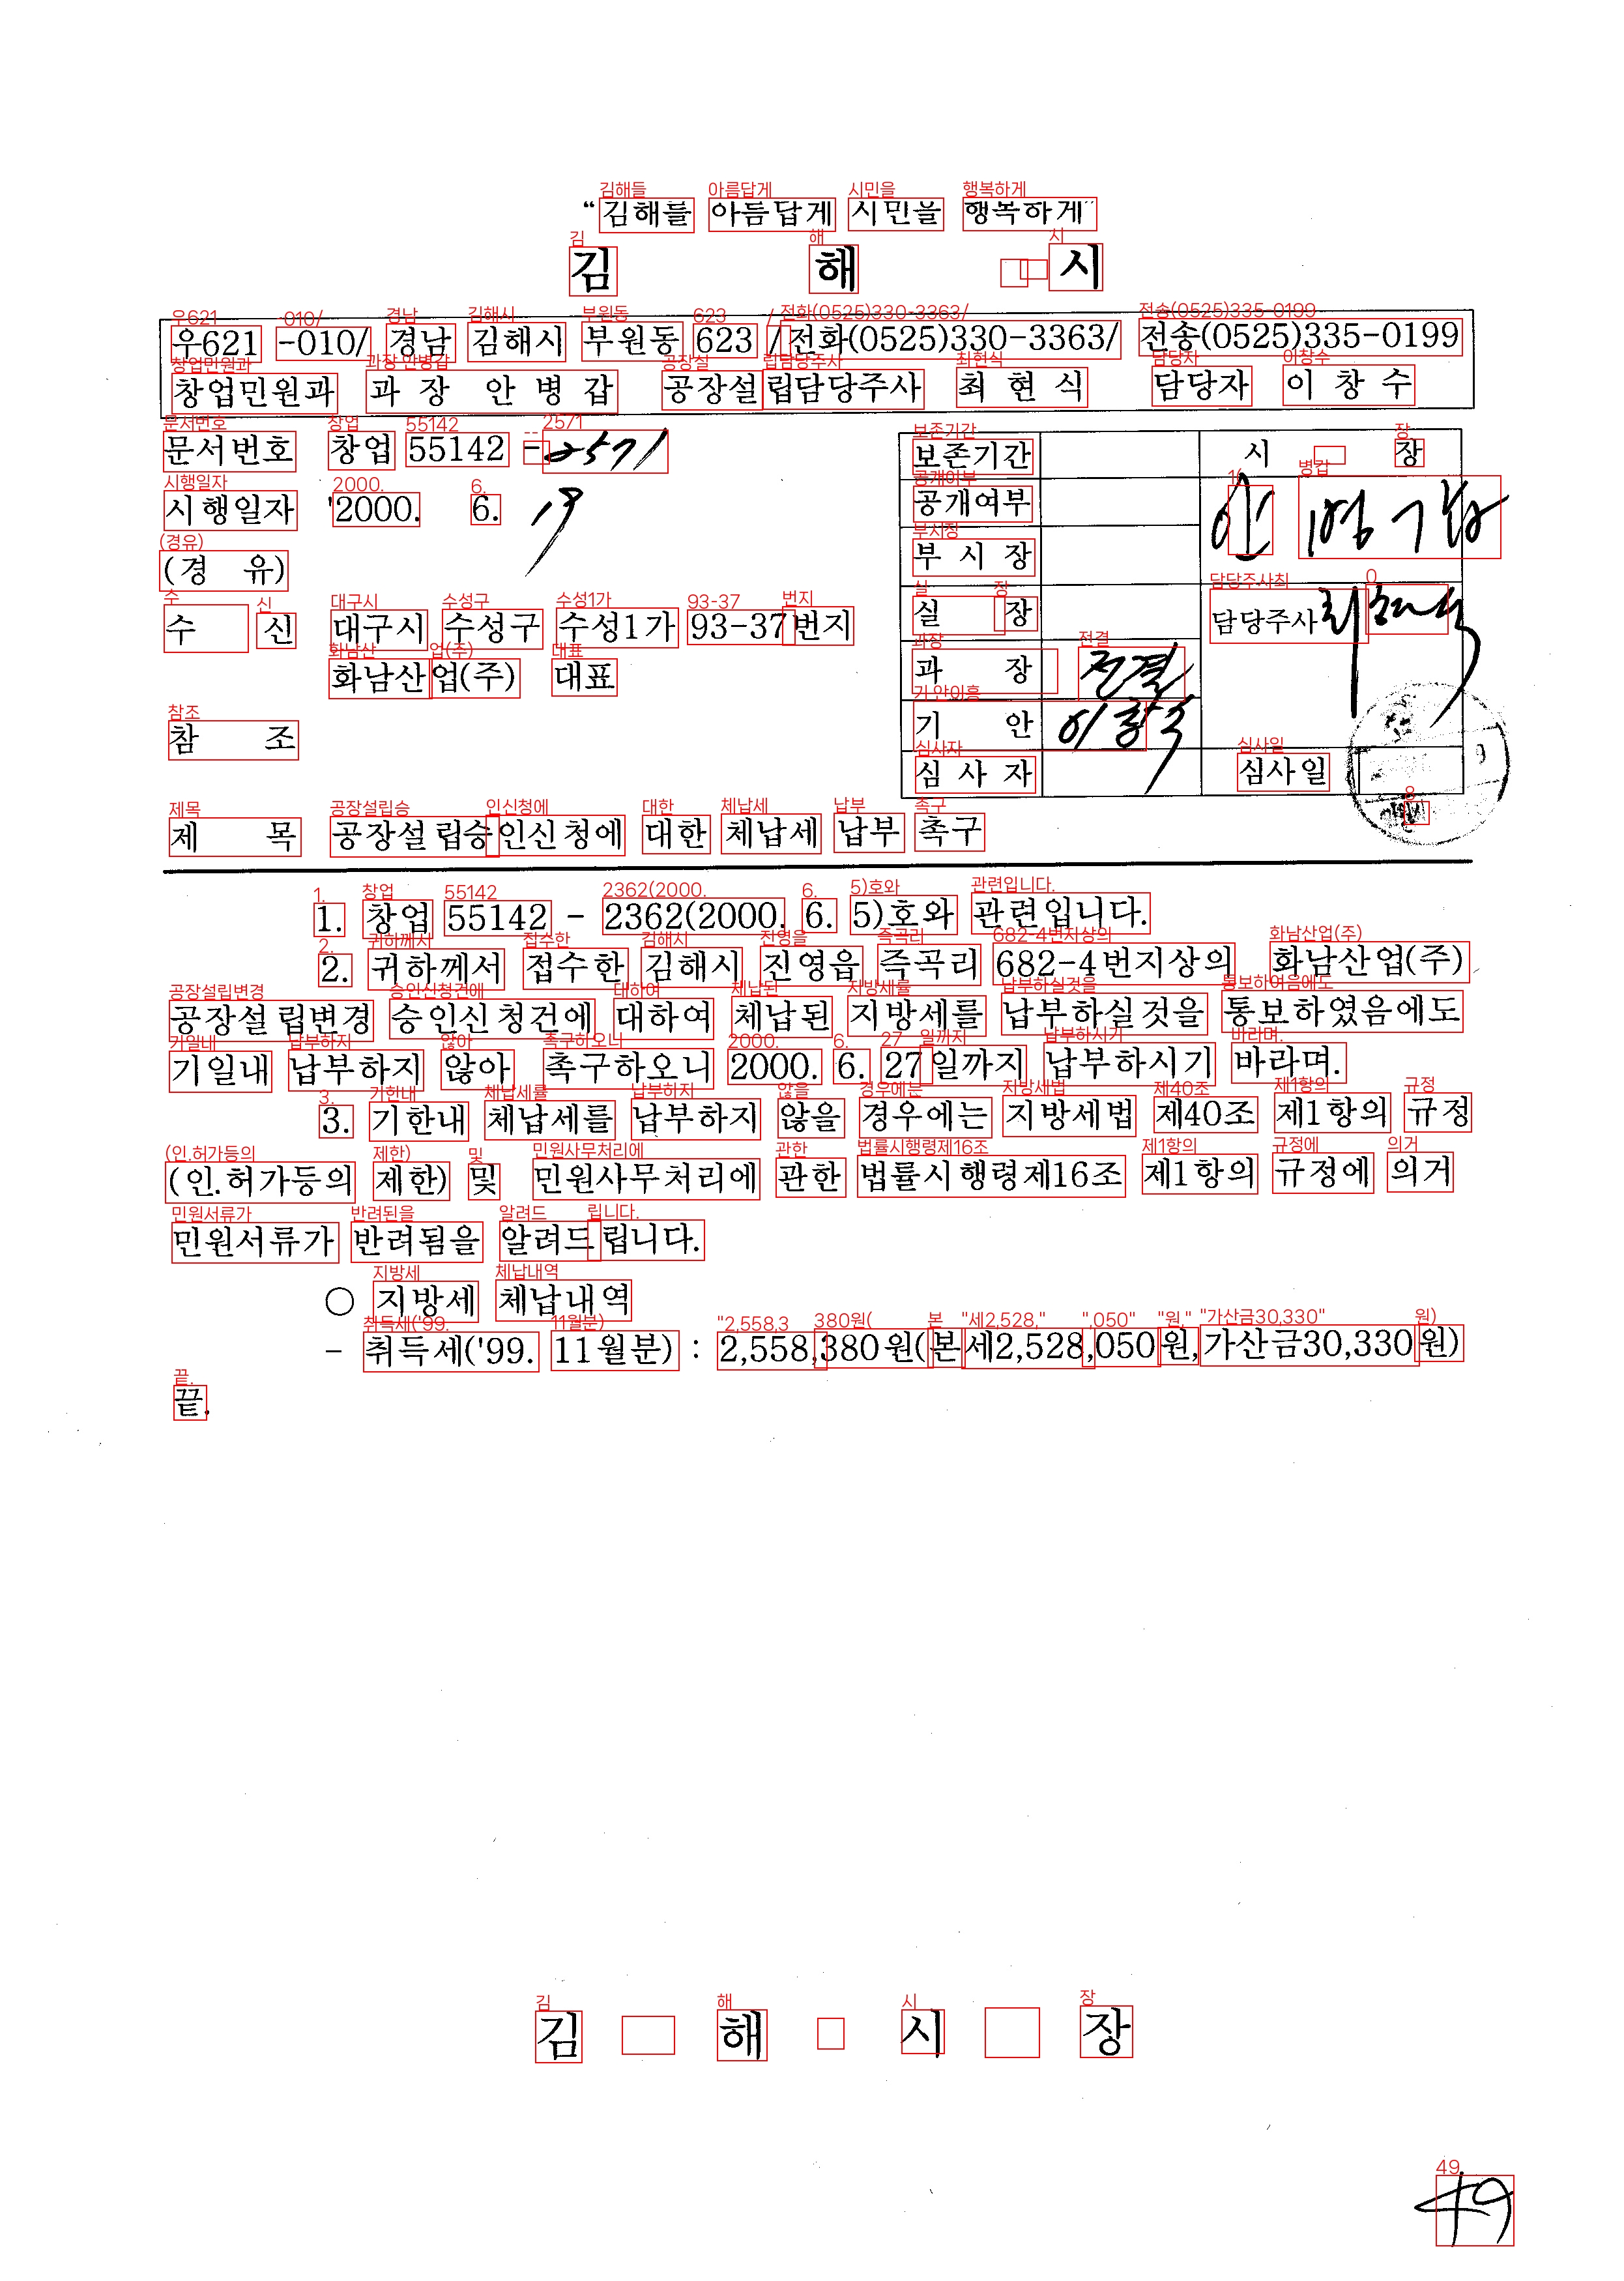 “김해를 아름답게 시민을 행복하게”
김 해 시
우621-010/ 경남 김해시 부원동 623 / 전화(0525)330-3363/ 전송(0525)335-0199
창업민원과 과 장 안 병 갑 공장설립담당주사 최 현 식 담당자 이 창 수
문서번호 창업 55142 - 2571
시행일자 '2000. 6. 19
(경 유)
수 신 대구시 수성구 수성1가 93-37번지
화남산업(주) 대표
참 조
보존기간 시 장
공개여부
부 시 장
실 장 담당주사
과 장 전결
기 안 이창수
심 사 자 심사일
제 목 공장설립승인신청에 대한 체납세 납부 촉구
1. 창업 55142 - 2362(2000. 6. 5)호와 관련입니다.
2. 귀하께서 접수한 김해시 진영읍 죽곡리 682-4번지상의 화남산업(주)
공장설립변경 승인신청건에 대하여 체납된 지방세를 납부하실것을 통보하였음에도
기일내 납부하지 않아 촉구하오니 2000. 6. 27일까지 납부하시기 바라며.
3. 기한내 체납세를 납부하지 않을 경우에는 지방세법 제40조 제1항의 규정
(인.허가등의 제한) 및 민원사무처리에 관한 법률시행령제16조 제1항의 규정에 의거
민원서류가 반려됨을 알려드립니다.
○ 지방세 체납내역
- 취득세('99. 11월분) : 2,558,380원(본세2,528,050원, 가산금30,330원)
끝.
김 해 시 장
49